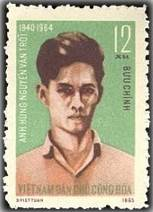 1940-1964
ANH HÙNG NGUYỄN VĂN TRỖI
12
XU
BƯU CHÍNH
VIỆT NAM DÂN CHỦ CỘNG HÒA
1965